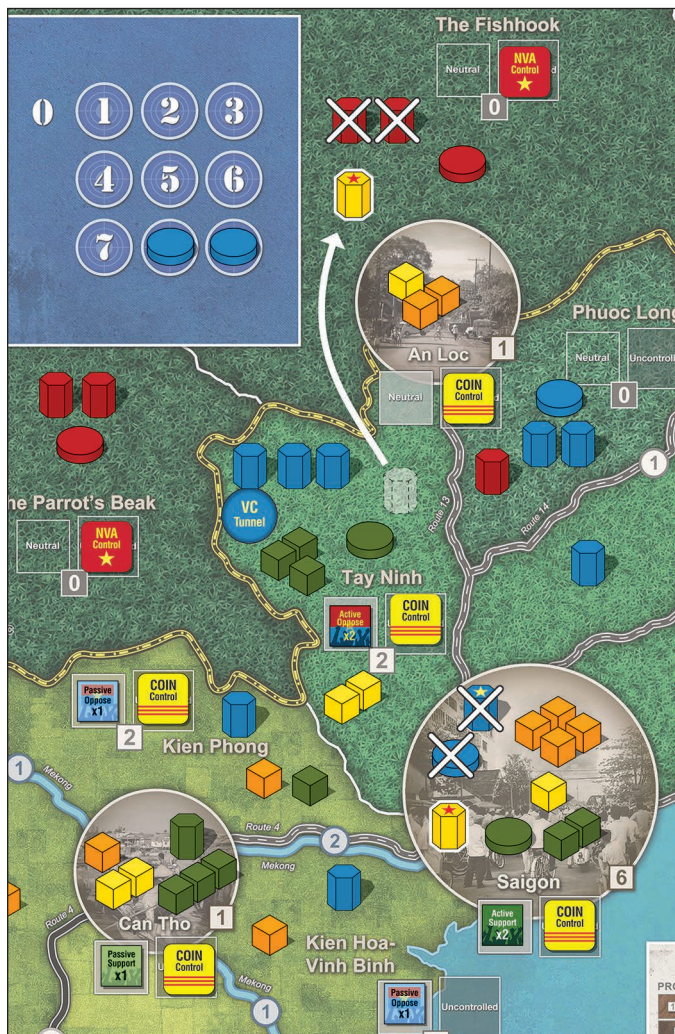 The Fishhook
Neutral
NVA
Control
0
0 1 2 3
4 5 6
7
An Loc
1
Neutral
COIN
Control
Phuoc Long
Neutral
Uncontrolled
0
1
Route 13
Route 14
VC
Tunnel
Tay Ninh
Active
Oppose
x2
COIN
Control
2
he Parrot's Beak
Neutral
NVA
Control
0
Passive
Oppose
x1
COIN
Control
2
Kien Phong
1
Mekong
Route 4
2
Mekong
Can Tho
1
Route 4
Passive
Support
x1
COIN
Control
Mekong
1
Saigon
6
Active
Support
x2
COIN
Control
Kien Hoa-
Vinh Binh
Passive
Oppose
x1
Uncontrolled
PRO
1